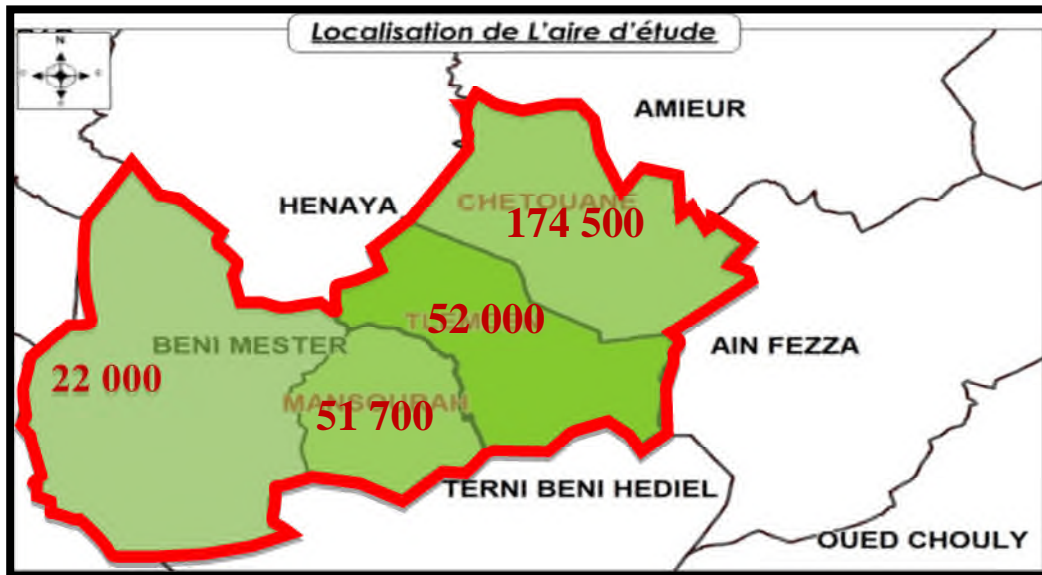 Localisation de L'aire d'étude
N
AMIEUR
HENAYA
CHETOUANE
174 500
52 000
BENI MESTER
AIN FEZZA
22 000
MANSOURAH
51 700
TERNI BENI HEDIEL
OUED CHOULY